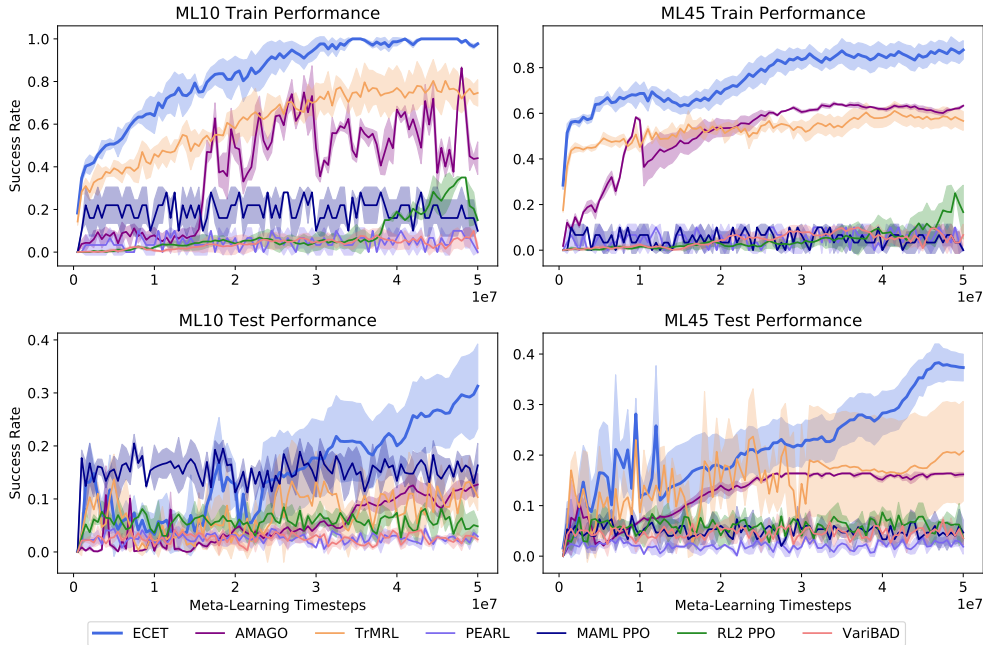 ML10 Train Performance
ML45 Train Performance
Success Rate
1.0
0.8
0.6
0.4
0.2
0.0
0.8
0.6
0.4
0.2
0.0
0 1 2 3 4 5
1e7
0 1 2 3 4 5
1e7
ML10 Test Performance
ML45 Test Performance
Success Rate
0.4
0.3
0.2
0.1
0.0
0.4
0.3
0.2
0.1
0.0
0 1 2 3 4 5
1e7
Meta-Learning Timesteps
0 1 2 3 4 5
1e7
Meta-Learning Timesteps
ECET AMAGO TrMRL PEARL MAML PPO RL2 PPO VariBAD